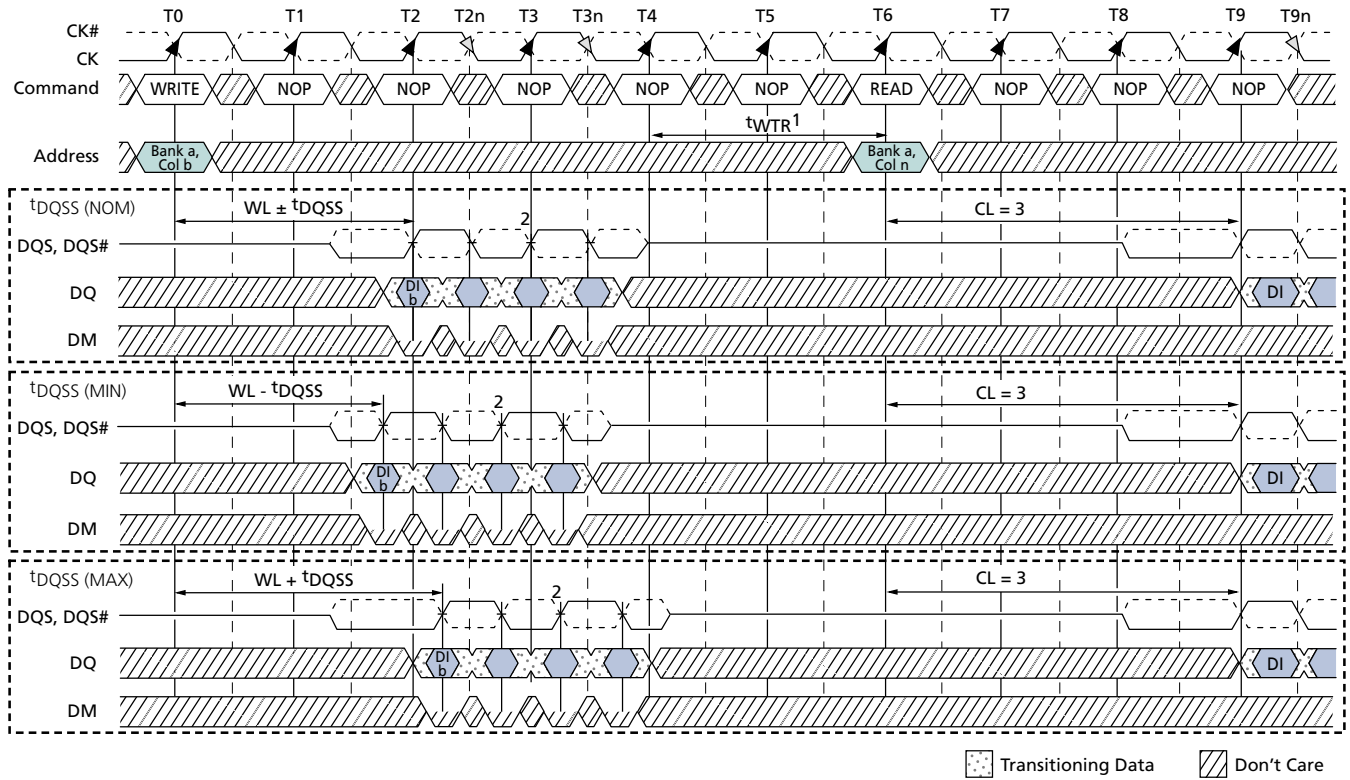 T0 T1 T2 T2n T3 T3n T4 T5 T6 T7 T8 T9 T9n
CK#
CK
Command WRITE NOP NOP NOP NOP NOP READ NOP NOP NOP
tWTR1
Address Bank a, Col b Bank a, Col n
tDQSS (NOM) WL ± tDQSS CL = 3
2
DQS, DQS#
DQ DI b DI
DM
tDQSS (MIN) WL - tDQSS CL = 3
2
DQS, DQS#
DQ DI b DI
DM
tDQSS (MAX) WL + tDQSS CL = 3
2
DQS, DQS#
DQ DI b DI
DM
Transitioning Data Don't Care